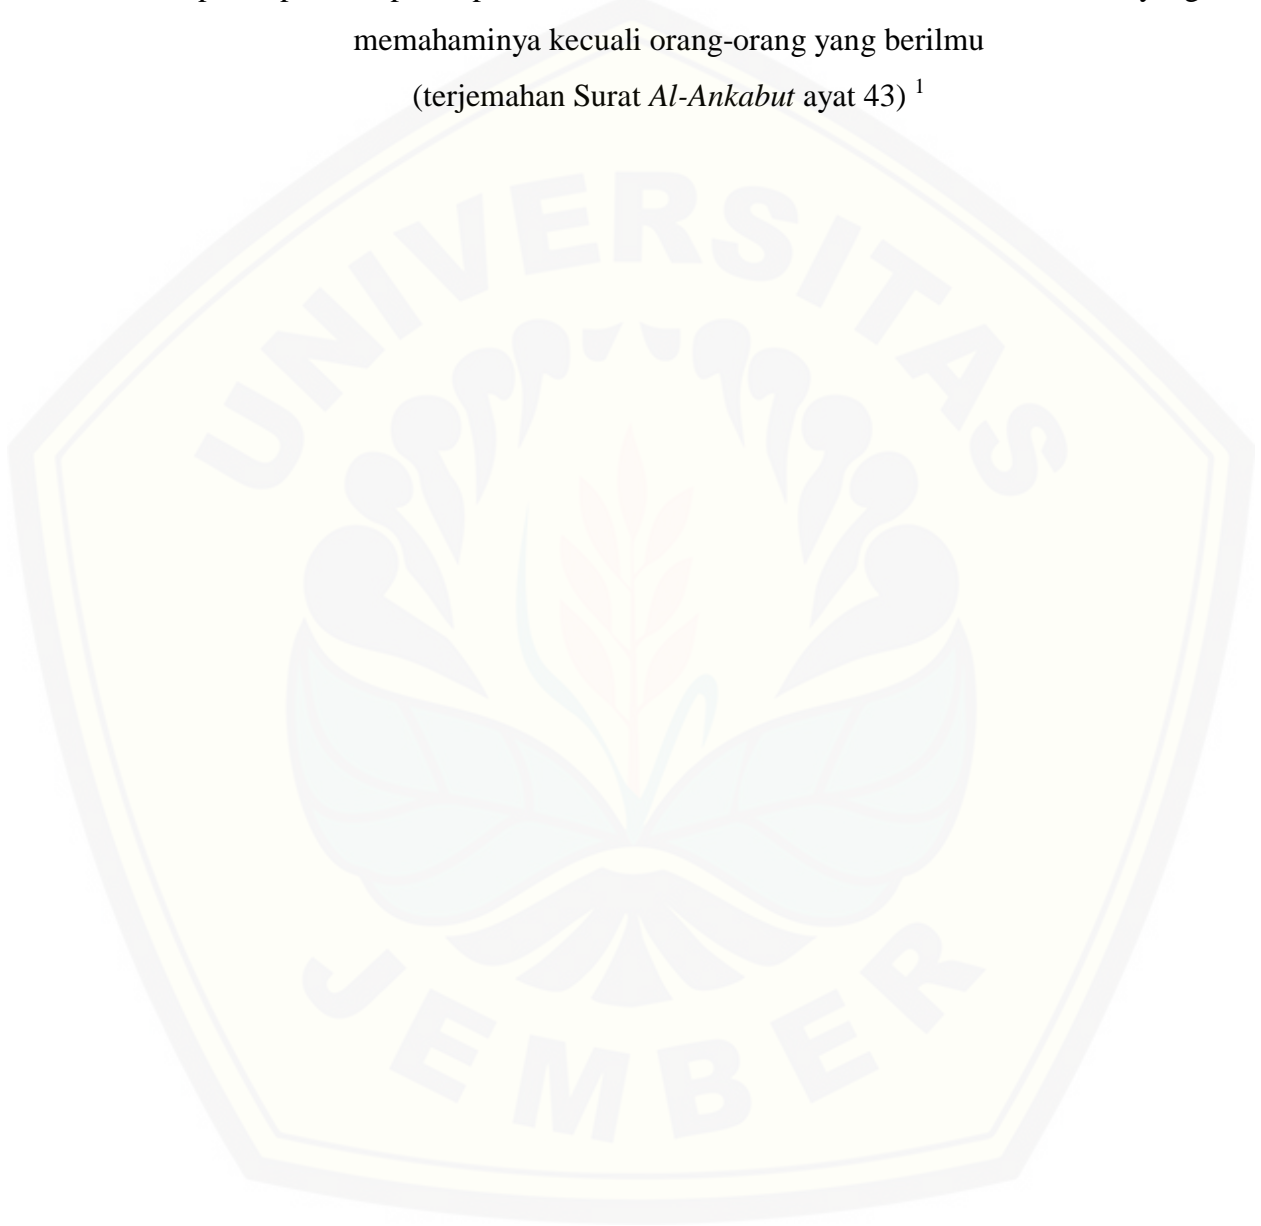 memahaminya kecuali orang-orang yang berilmu
(terjemahan Surat Al-Ankabut ayat 43) 1
UNIVERSITAS
JEMBER